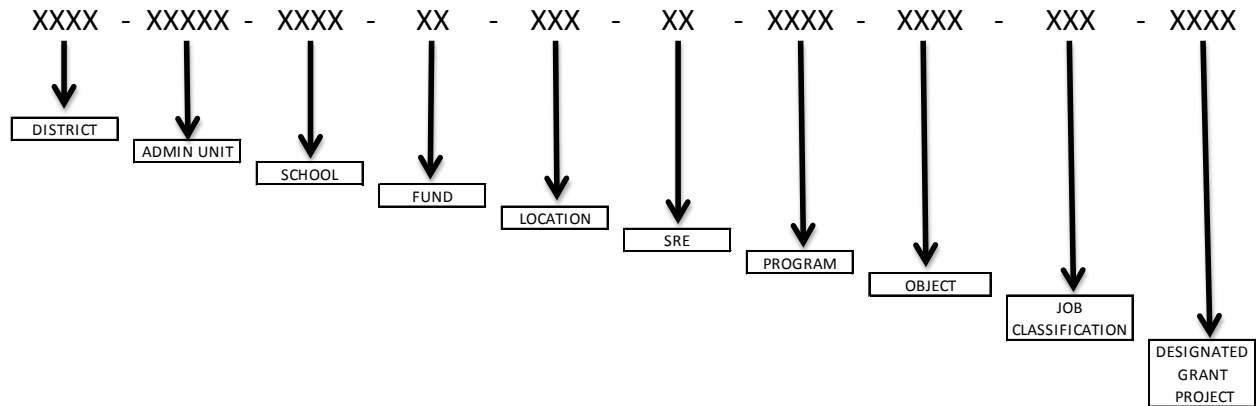 XXXX - XXXXX - XXXX - XX - XXX - XX - XXXX - XXXX - XXX - XXXX
DISTRICT
ADMIN UNIT
SCHOOL
FUND
LOCATION
SRE
PROGRAM
OBJECT
JOB
CLASSIFICATION
DESIGNATED
GRANT
PROJECT